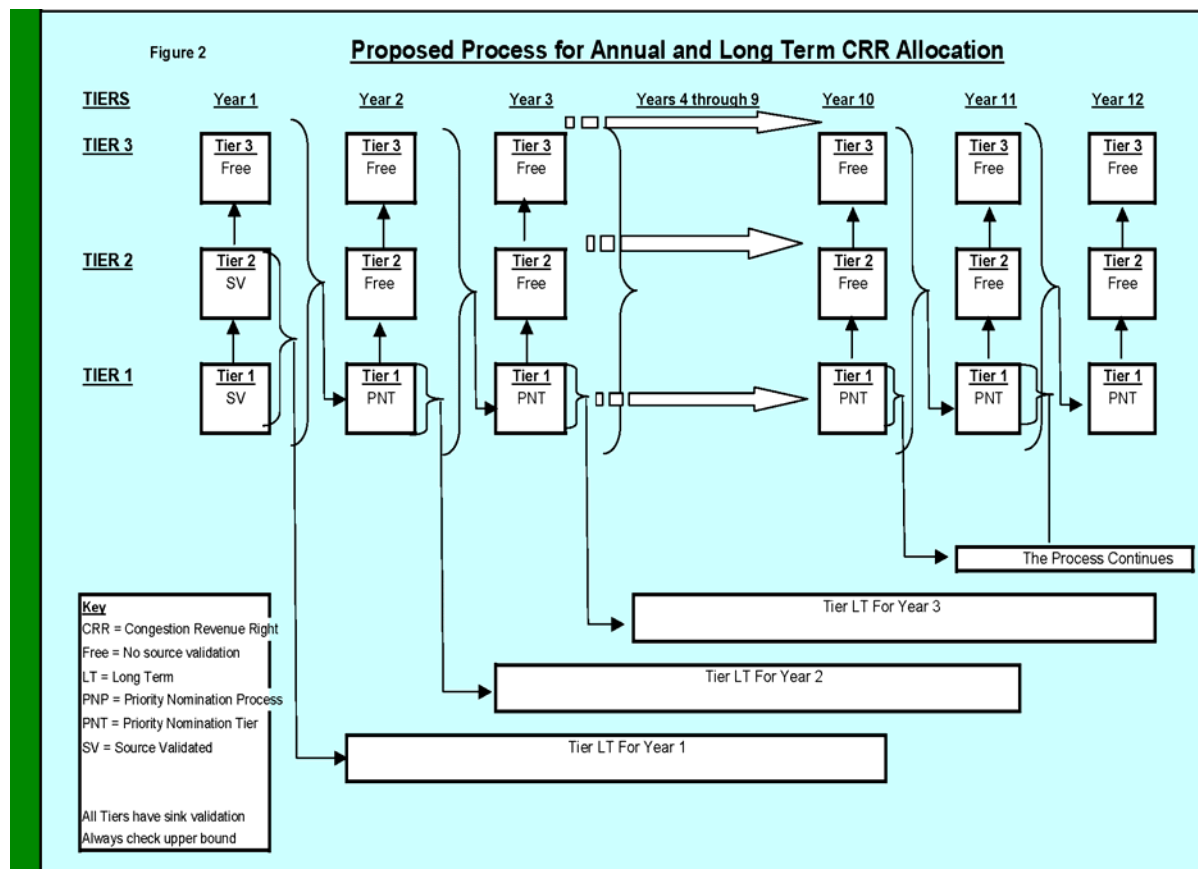 Figure 2
Proposed Process for Annual and Long Term CRR Allocation
TIERS Year 1 Year 2 Year 3 Years 4 through 9 Year 10 Year 11 Year 12
TIER 3 Tier 3 Tier 3 Tier 3 Tier 3 Tier 3 Tier 3
Free Free Free Free Free Free
TIER 2 Tier 2 Tier 2 Tier 2 Tier 2 Tier 2 Tier 2
SV Free Free Free Free Free
TIER 1 Tier 1 Tier 1 Tier 1 Tier 1 Tier 1 Tier 1
SV PNT PNT PNT PNT PNT
The Process Continues
Tier LT For Year 3
Tier LT For Year 2
Tier LT For Year 1
Key
CRR = Congestion Revenue Right
Free = No source validation
LT = Long Term
PNP = Priority Nomination Process
PNT = Priority Nomination Tier
SV = Source Validated
All Tiers have sink validation
Always check upper bound